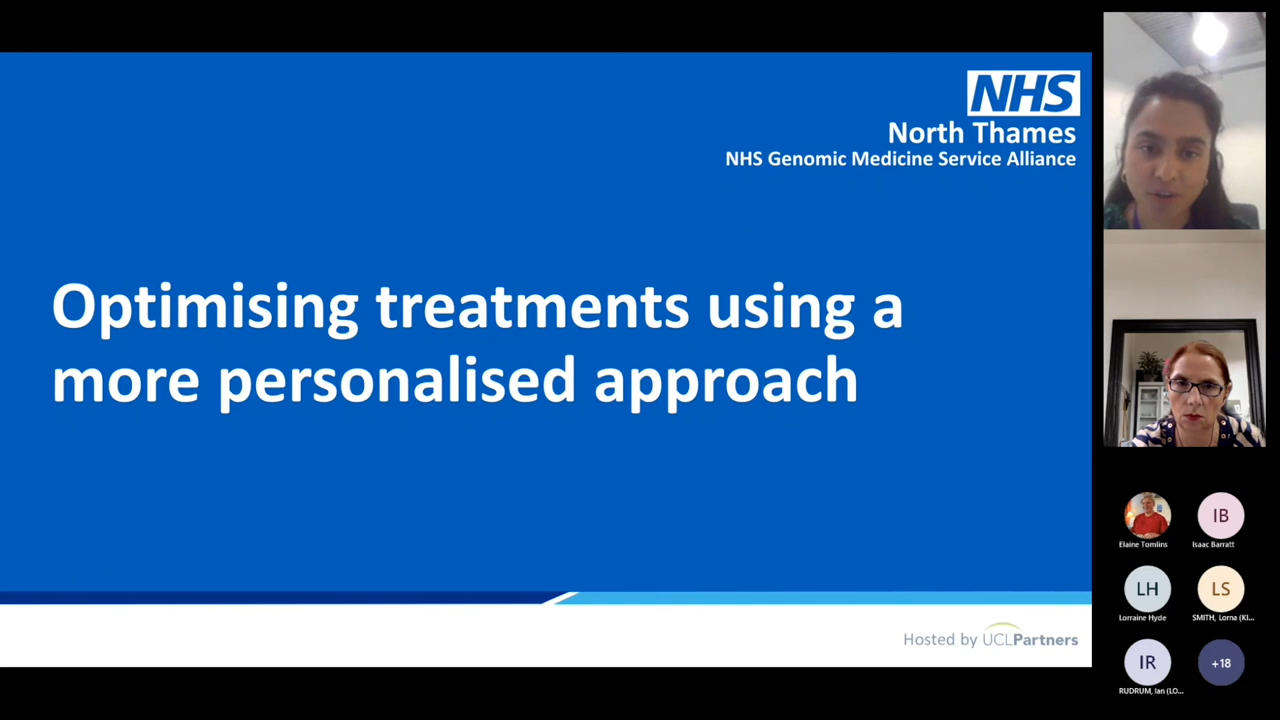 NHS
North Thames
NHS Genomic Medicine Service Alliance
Optimising treatments using a
more personalised approach
Hosted by UCLPartners
Elaine Tomlins
IB
Isaac Barratt
LH
Lorraine Hyde
LS
SMITH, Lorna (KI...
IR
RUDRUM, Ian (LO...
+18